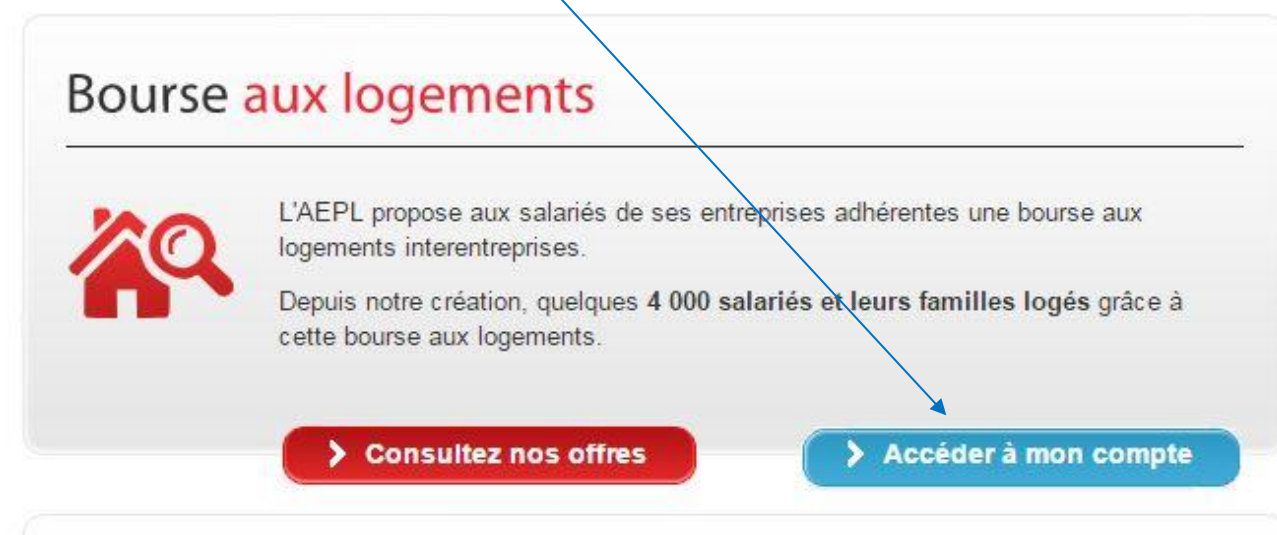 Bourse aux logements
L'AEPL propose aux salariés de ses entreprises adhérentes une bourse aux
logements interentreprises.
Depuis notre création, quelques 4 000 salariés et leurs familles logés grâce à
cette bourse aux logements.
Consultez nos offres
Accéder à mon compte